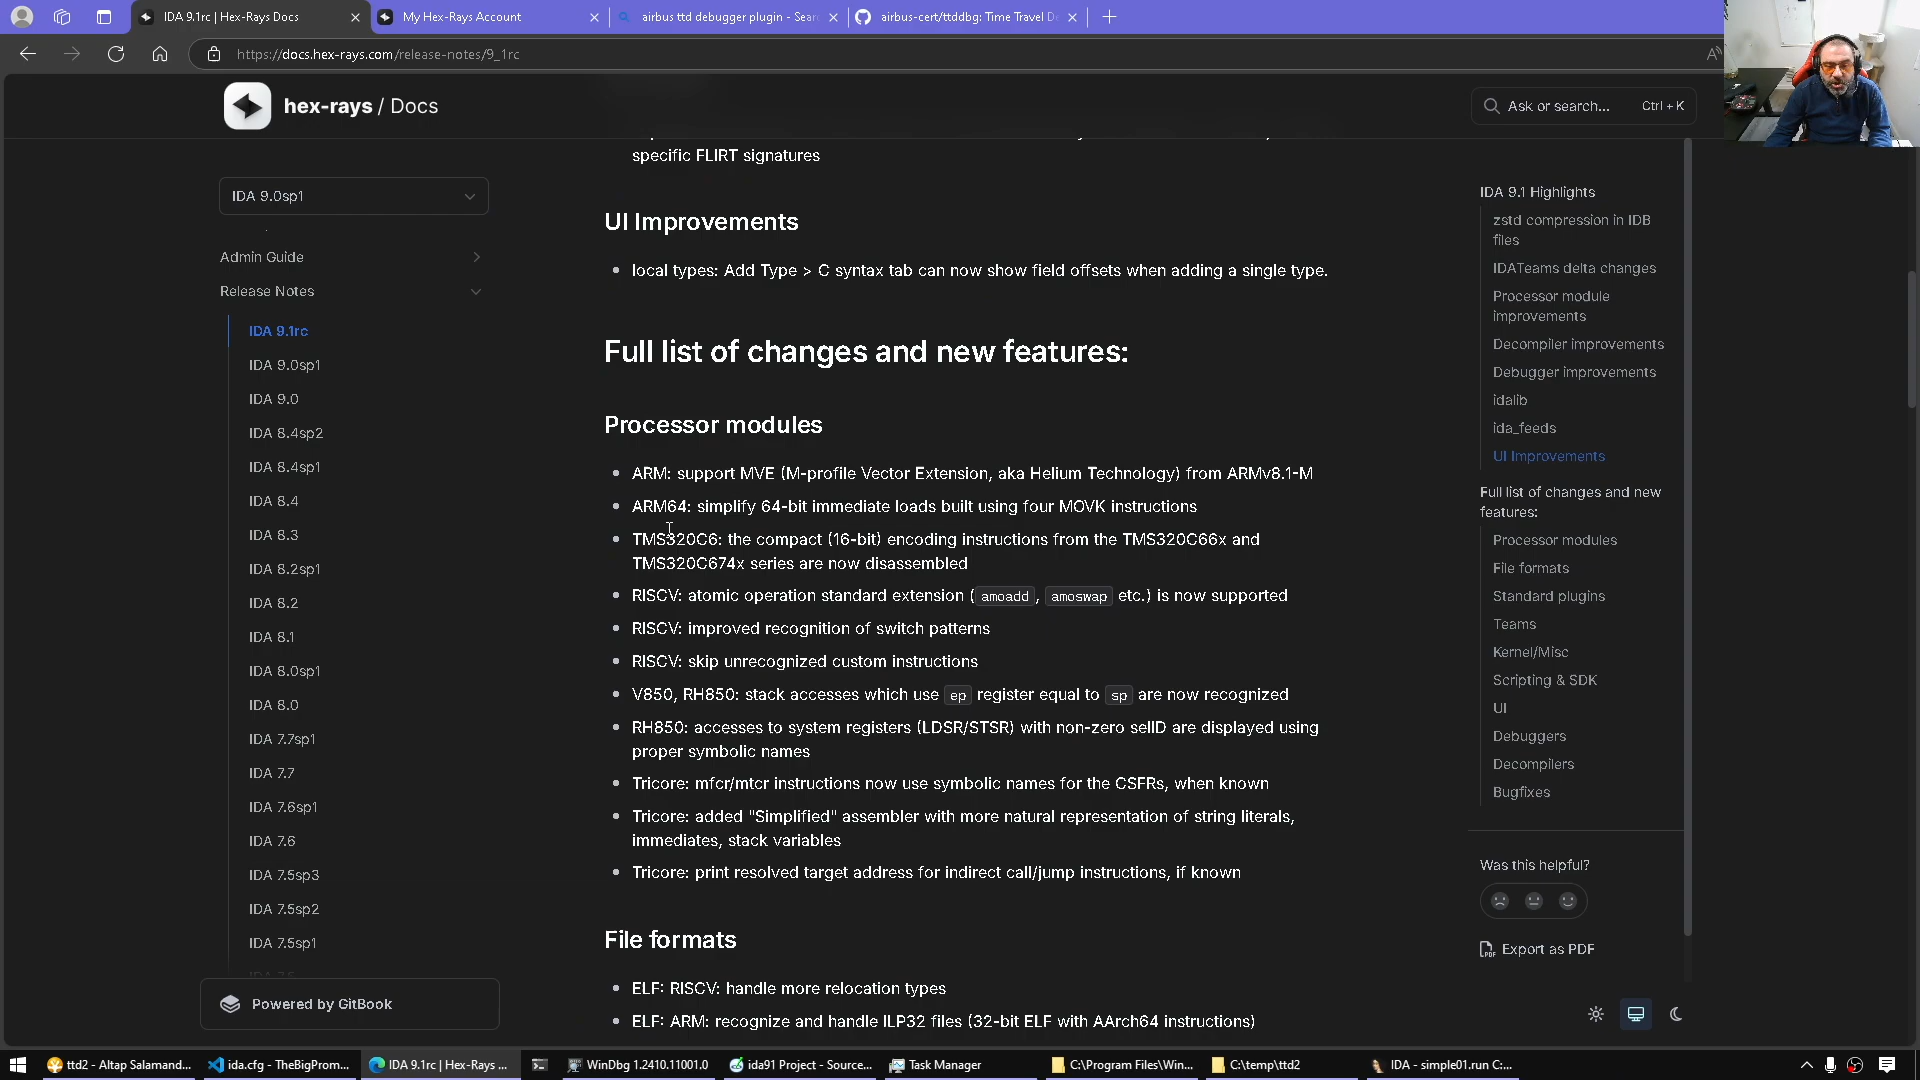 IDA 9.1rc | Hex-Rays Docs
My Hex-Rays Account
airbus ttd debugger plugin - Sear
airbus-cert/ttddbg: Time Travel De
https://docs.hex-rays.com/release-notes/9_1rc
hex-rays / Docs
Ask or search...
Ctrl + K
IDA 9.0sp1
Admin Guide
Release Notes
IDA 9.1rc
IDA 9.0sp1
IDA 9.0
IDA 8.4sp2
IDA 8.4sp1
IDA 8.4
IDA 8.3
IDA 8.2sp1
IDA 8.2
IDA 8.1
IDA 8.0sp1
IDA 8.0
IDA 7.7sp1
IDA 7.7
IDA 7.6sp1
IDA 7.6
IDA 7.5sp3
IDA 7.5sp2
IDA 7.5sp1
Powered by GitBook
specific FLIRT signatures
UI Improvements
local types: Add Type > C syntax tab can now show field offsets when adding a single type.
Full list of changes and new features:
Processor modules
ARM: support MVE (M-profile Vector Extension, aka Helium Technology) from ARMv8.1-M
ARM64: simplify 64-bit immediate loads built using four MOVK instructions
TMS320C6: the compact (16-bit) encoding instructions from the TMS320C66x and
TMS320C674x series are now disassembled
RISCV: atomic operation standard extension (amoadd, amoswap etc.) is now supported
RISCV: improved recognition of switch patterns
RISCV: skip unrecognized custom instructions
V850, RH850: stack accesses which use ep register equal to sp are now recognized
RH850: accesses to system registers (LDSR/STSR) with non-zero selID are displayed using
proper symbolic names
Tricore: mfcr/mtcr instructions now use symbolic names for the CSFRs, when known
Tricore: added "Simplified" assembler with more natural representation of string literals,
immediates, stack variables
Tricore: print resolved target address for indirect call/jump instructions, if known
File formats
ELF: RISCV: handle more relocation types
ELF: ARM: recognize and handle ILP32 files (32-bit ELF with AArch64 instructions)
IDA 9.1 Highlights
zstd compression in IDB
files
IDATeams delta changes
Processor module
improvements
Decompiler improvements
Debugger improvements
idalib
ida_feeds
UI Improvements
Full list of changes and new
features:
Processor modules
File formats
Standard plugins
Teams
Kernel/Misc
Scripting & SDK
UI
Debuggers
Decompilers
Bugfixes
Was this helpful?
Export as PDF
ttd2 - Altap Salamand...
ida.cfg - TheBigProm...
IDA 9.1rc | Hex-Rays ...
WinDbg 1.2410.11001.0
ida91 Project - Source...
Task Manager
C:\Program Files\Win...
C:\temp\ttd2
IDA - simple01.run C:...